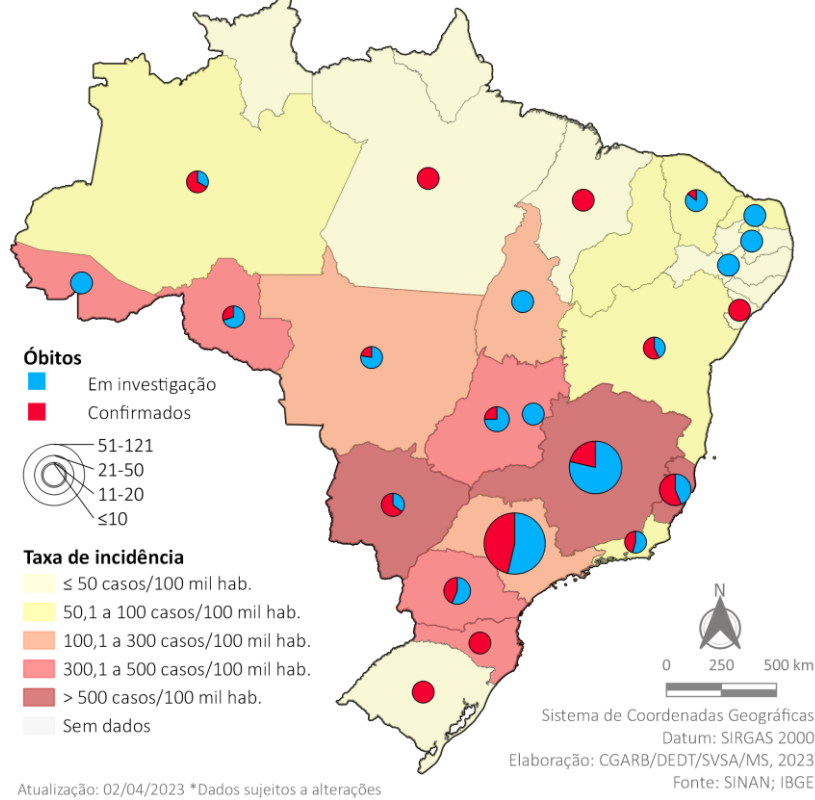 Óbitos
Em investigação
Confirmados
51-121
21-50
11-20
≤10
Taxa de incidência
≤ 50 casos/100 mil hab.
50,1 a 100 casos/100 mil hab.
100,1 a 300 casos/100 mil hab.
300,1 a 500 casos/100 mil hab.
> 500 casos/100 mil hab.
Sem dados
N
0 250 500 km
Sistema de Coordenadas Geográficas
Datum: SIRGAS 2000
Elaboração: CGARB/DEDT/SVSA/MS, 2023
Fonte: SINAN; IBGE
Atualização: 02/04/2023 *Dados sujeitos a alterações